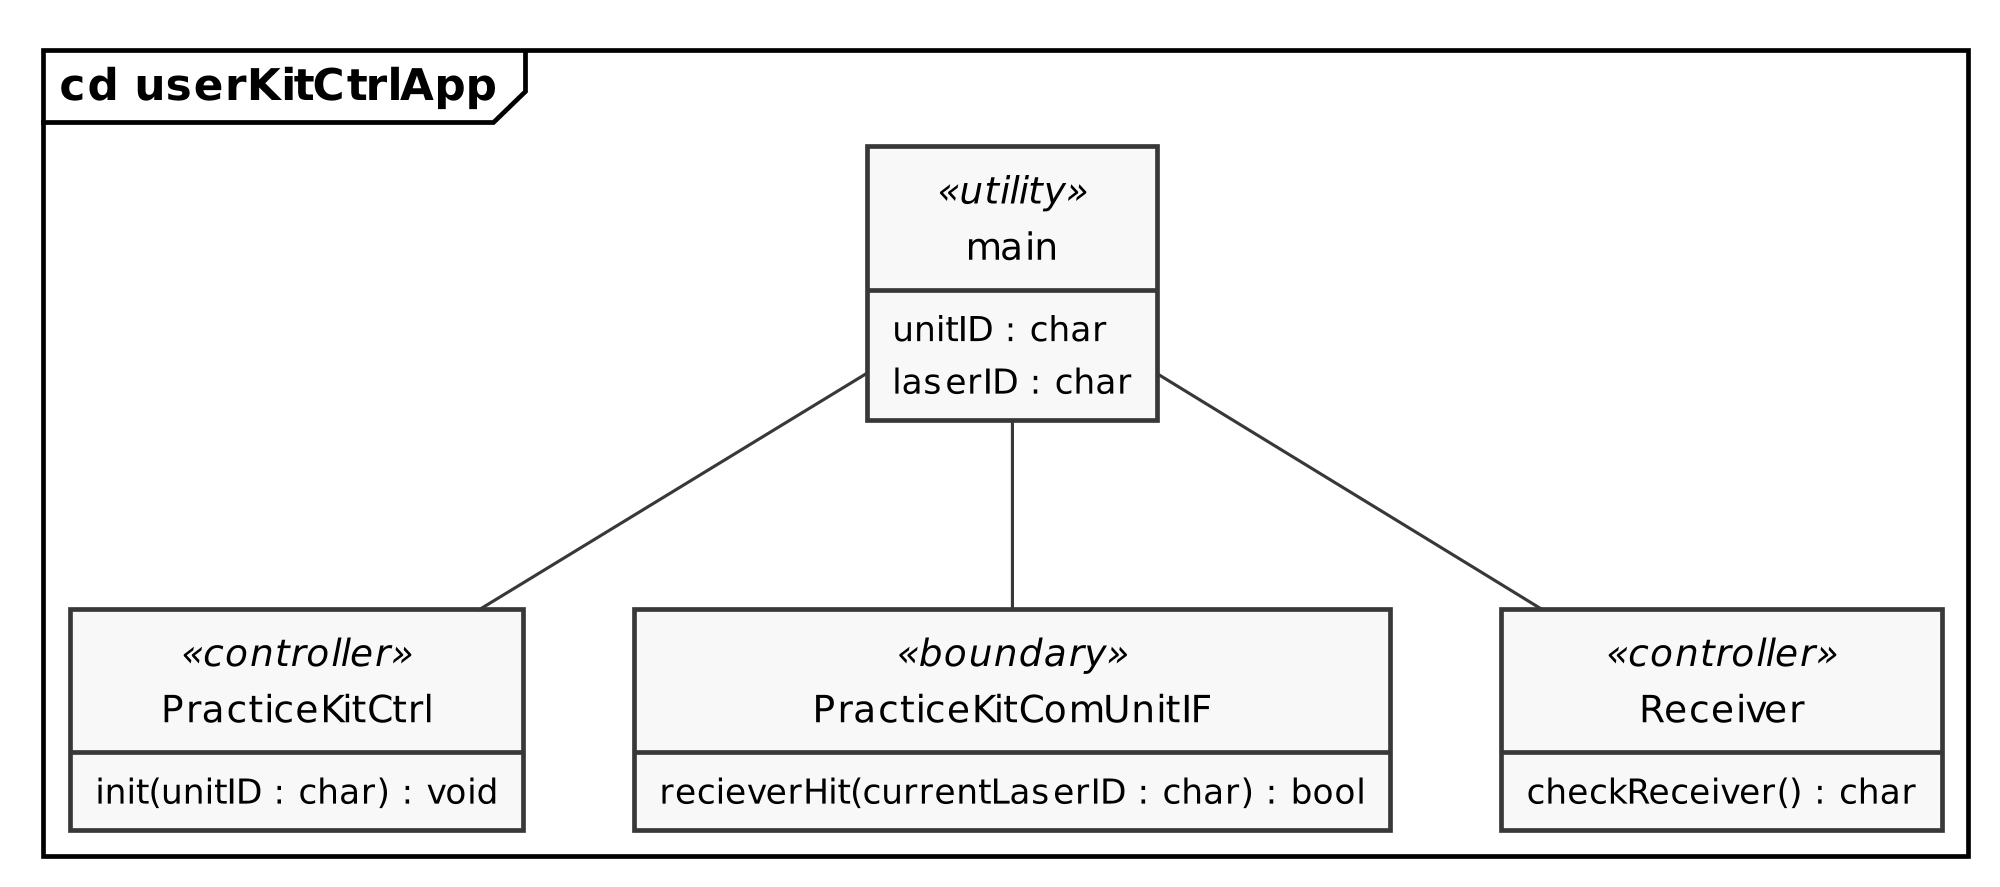 cd userKitCtrlApp
«utility»
main
unitID : char
laserID : char
«controller»
PracticeKitCtrl
init(unitID : char) : void
«boundary»
PracticeKitComUnitIF
recieverHit(currentLaserID : char) : bool
«controller»
Receiver
checkReceiver() : char